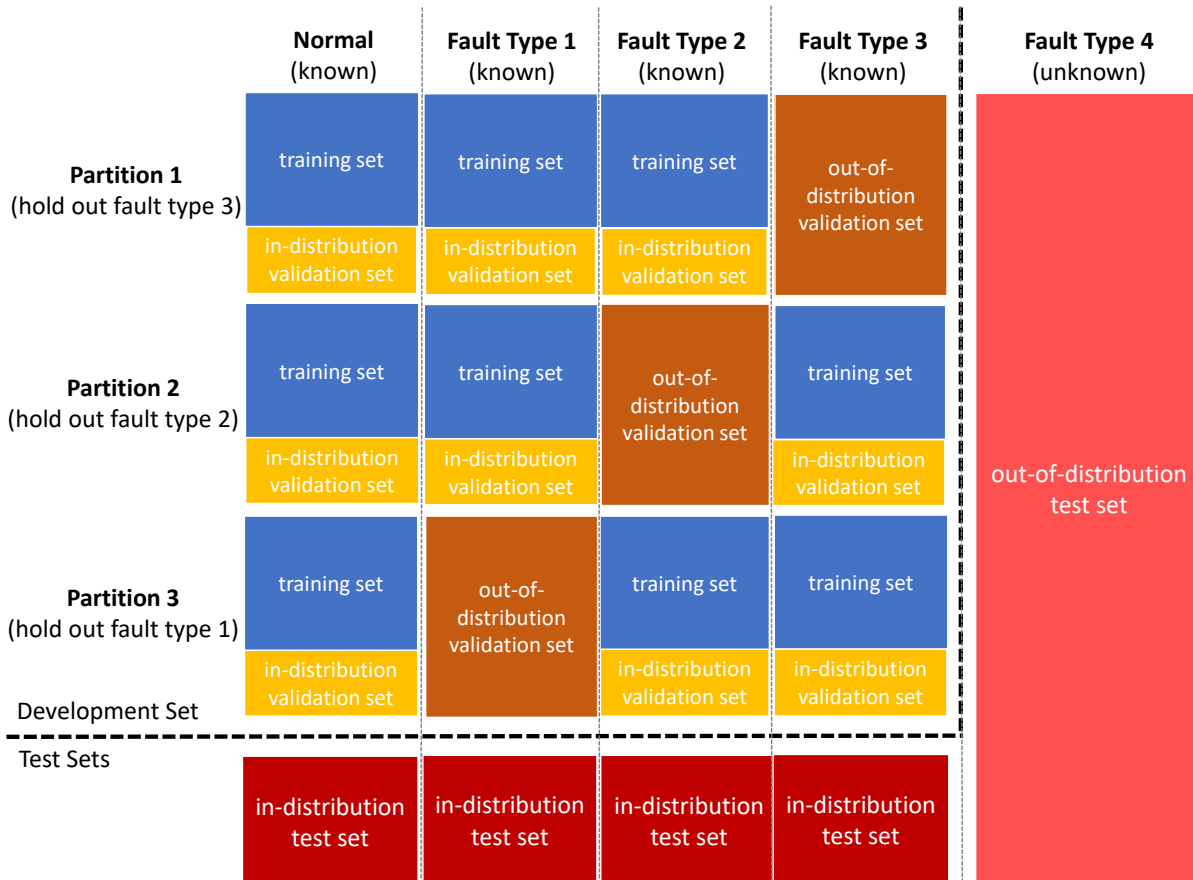 Normal
(known)
Fault Type 1
(known)
Fault Type 2
(known)
Fault Type 3
(known)
Fault Type 4
(unknown)
Partition 1
(hold out fault type 3)
training set
in-distribution
validation set
training set
in-distribution
validation set
training set
in-distribution
validation set
out-of-
distribution
validation set
Partition 2
(hold out fault type 2)
training set
in-distribution
validation set
training set
in-distribution
validation set
out-of-
distribution
validation set
training set
in-distribution
validation set
Partition 3
(hold out fault type 1)
training set
in-distribution
validation set
out-of-
distribution
validation set
training set
in-distribution
validation set
training set
in-distribution
validation set
out-of-distribution
test set
Development Set
Test Sets
in-distribution
test set
in-distribution
test set
in-distribution
test set
in-distribution
test set